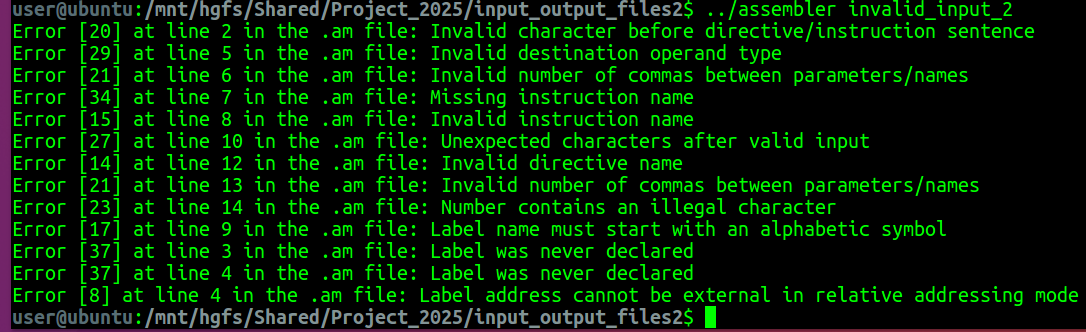 user@ubuntu:/mnt/hgfs/Shared/Project_2025/input_output_files2$ ../assembler invalid_input_2
Error [20] at line 2 in the .am file: Invalid character before directive/instruction sentence
Error [29] at line 5 in the .am file: Invalid destination operand type
Error [21] at line 6 in the .am file: Invalid number of commas between parameters/names
Error [34] at line 7 in the .am file: Missing instruction name
Error [15] at line 8 in the .am file: Invalid instruction name
Error [27] at line 10 in the .am file: Unexpected characters after valid input
Error [14] at line 12 in the .am file: Invalid directive name
Error [21] at line 13 in the .am file: Invalid number of commas between parameters/names
Error [23] at line 14 in the .am file: Number contains an illegal character
Error [17] at line 9 in the .am file: Label name must start with an alphabetic symbol
Error [37] at line 3 in the .am file: Label was never declared
Error [37] at line 4 in the .am file: Label was never declared
Error [8] at line 4 in the .am file: Label address cannot be external in relative addressing mode
user@ubuntu:/mnt/hgfs/Shared/Project_2025/input_output_files2$